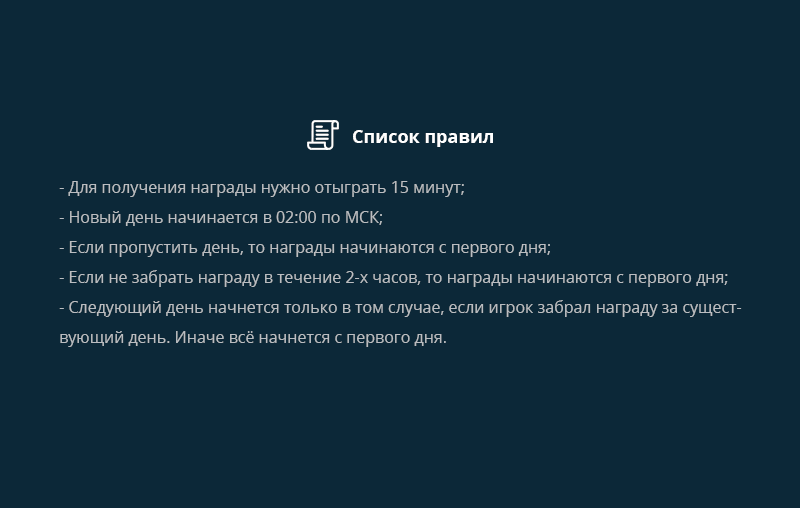 Список правил
- Для получения награды нужно отыграть 15 минут;
- Новый день начинается в 02:00 по МСК;
- Если пропустить день, то награды начинаются с первого дня;
- Если не забрать награду в течение 2-х часов, то награды начинаются с первого дня;
- Следующий день начнется только в том случае, если игрок забрал награду за сущест-
вующий день. Иначе всё начнется с первого дня.